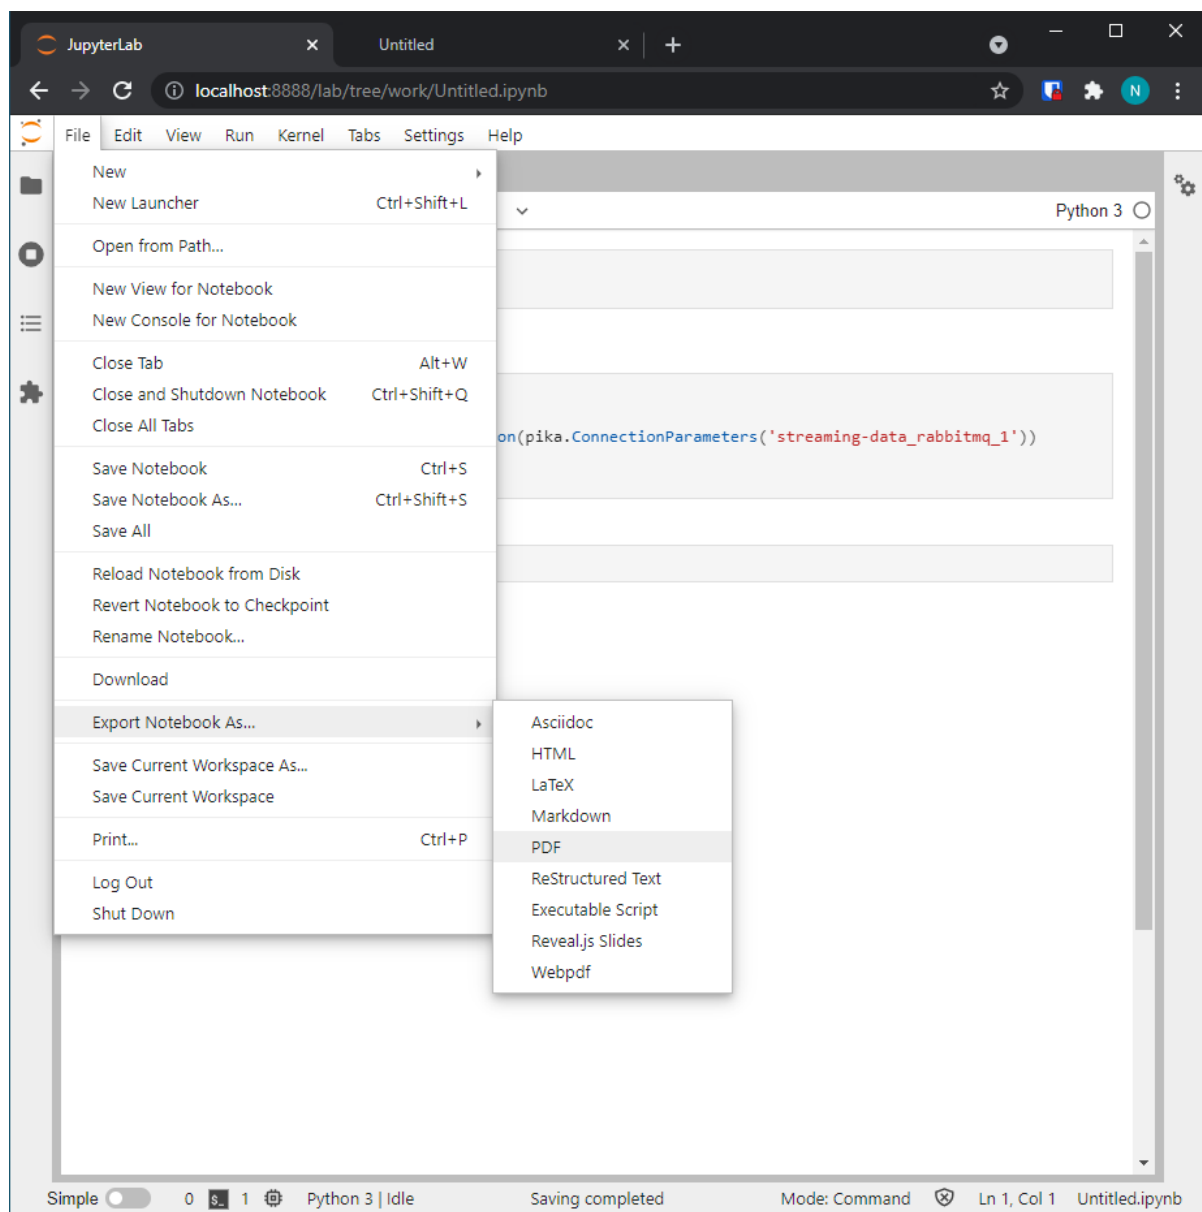 JupyterLab Untitled
localhost:8888/lab/tree/work/Untitled.ipynb N
File Edit View Run Kernel Tabs Settings Help
New
New Launcher Ctrl+Shift+L
Python 3
Open from Path...
New View for Notebook
New Console for Notebook
Close Tab Alt+W
Close and Shutdown Notebook Ctrl+Shift+Q
Close All Tabs
on(pika.ConnectionParameters('streaming-data_rabbitmq_1'))
Save Notebook Ctrl+S
Save Notebook As... Ctrl+Shift+S
Save All
Reload Notebook from Disk
Revert Notebook to Checkpoint
Rename Notebook...
Download
Export Notebook As...
Save Current Workspace As...
Save Current Workspace
Print... Ctrl+P
Log Out
Shut Down
Asciidoc
HTML
LaTeX
Markdown
PDF
ReStructured Text
Executable Script
Reveal.js Slides
Webpdf
Simple 0 $_ 1 Python 3 | Idle Saving completed Mode: Command Ln 1, Col 1 Untitled.ipynb